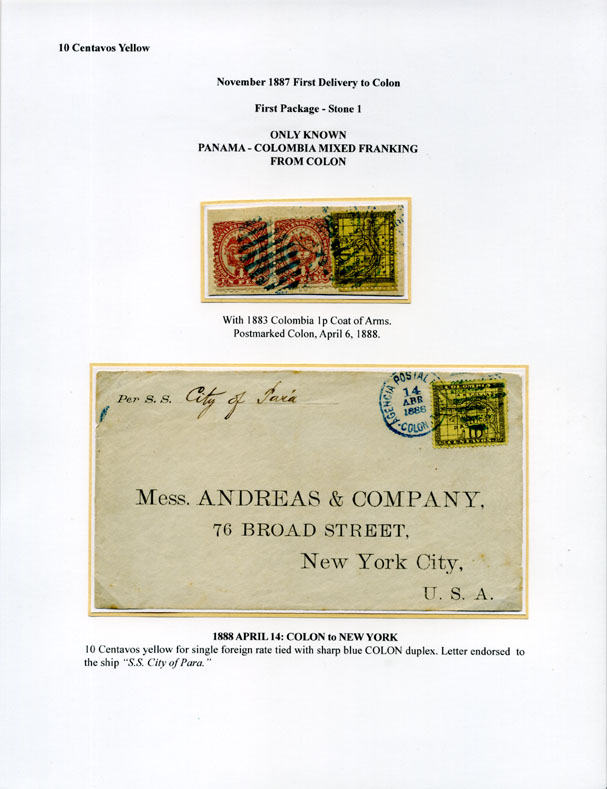 10 Centavos Yellow
November 1887 First Delivery to Colon
First Package - Stone 1
ONLY KNOWN
PANAMA - COLOMBIA MIXED FRANKING
FROM COLON
With 1883 Colombia 1p Coat of Arms.
Postmarked Colon, April 6, 1888.
Per S. S. City of Para
AGENCIA POSTAL
14
ABR
1888
COLON
10
CENTAVOS
Mess. ANDREAS & COMPANY,
76 BROAD STREET,
New York City,
U. S. A.
1888 APRIL 14: COLON to NEW YORK
10 Centavos yellow for single foreign rate tied with sharp blue COLON duplex. Letter endorsed to
the ship "S.S. City of Para."